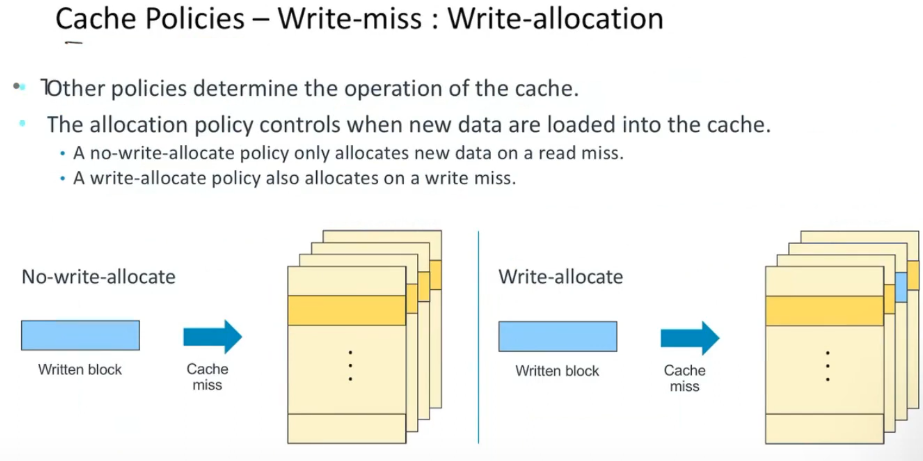 Cache Policies – Write-miss : Write-allocation
Other policies determine the operation of the cache.
The allocation policy controls when new data are loaded into the cache.
A no-write-allocate policy only allocates new data on a read miss.
A write-allocate policy also allocates on a write miss.
No-write-allocate
Written block
Cache
miss
Write-allocate
Written block
Cache
miss